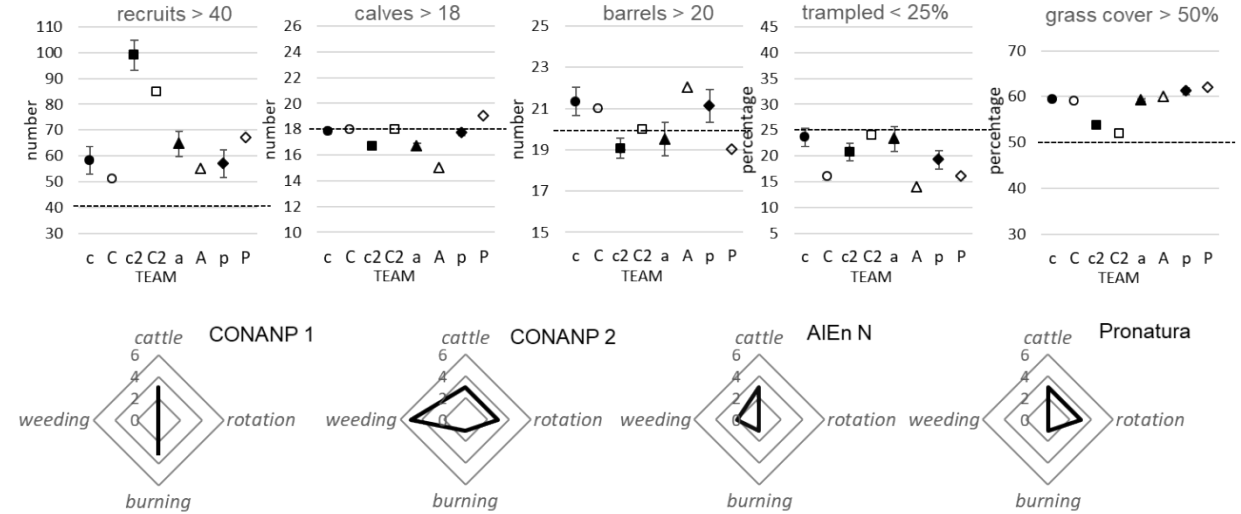 recruits > 40
110
100
90
80
70
60
50
40
30
number
c C c2 C2 a A p P
TEAM
calves > 18
26
24
22
20
18
16
14
12
10
number
c C c2 C2 a A p P
TEAM
barrels > 20
25
23
21
19
17
15
number
c C c2 C2 a A p P
TEAM
trampled < 25%
45
40
35
30
25
20
15
10
5
percentage
c C c2 C2 a A p P
TEAM
grass cover > 50%
70
60
50
40
30
percentage
c C c2 C2 a A p P
TEAM
CONANP 1
cattle
6
4
2
0
weeding
rotation
burning
CONANP 2
cattle
6
4
2
0
weeding
rotation
burning
AlEn N
cattle
6
4
2
0
weeding
rotation
burning
Pronatura
cattle
6
4
2
0
weeding
rotation
burning